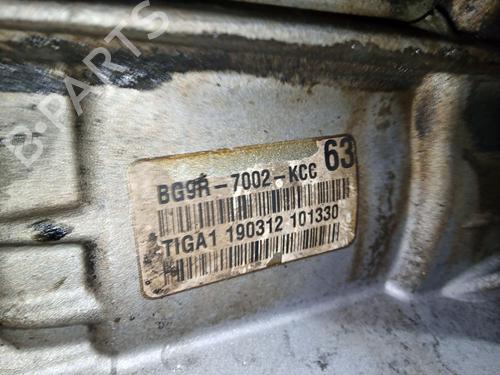 B-PARTS
63
BG9R-7002-KCC
TIGA1 190312 101330